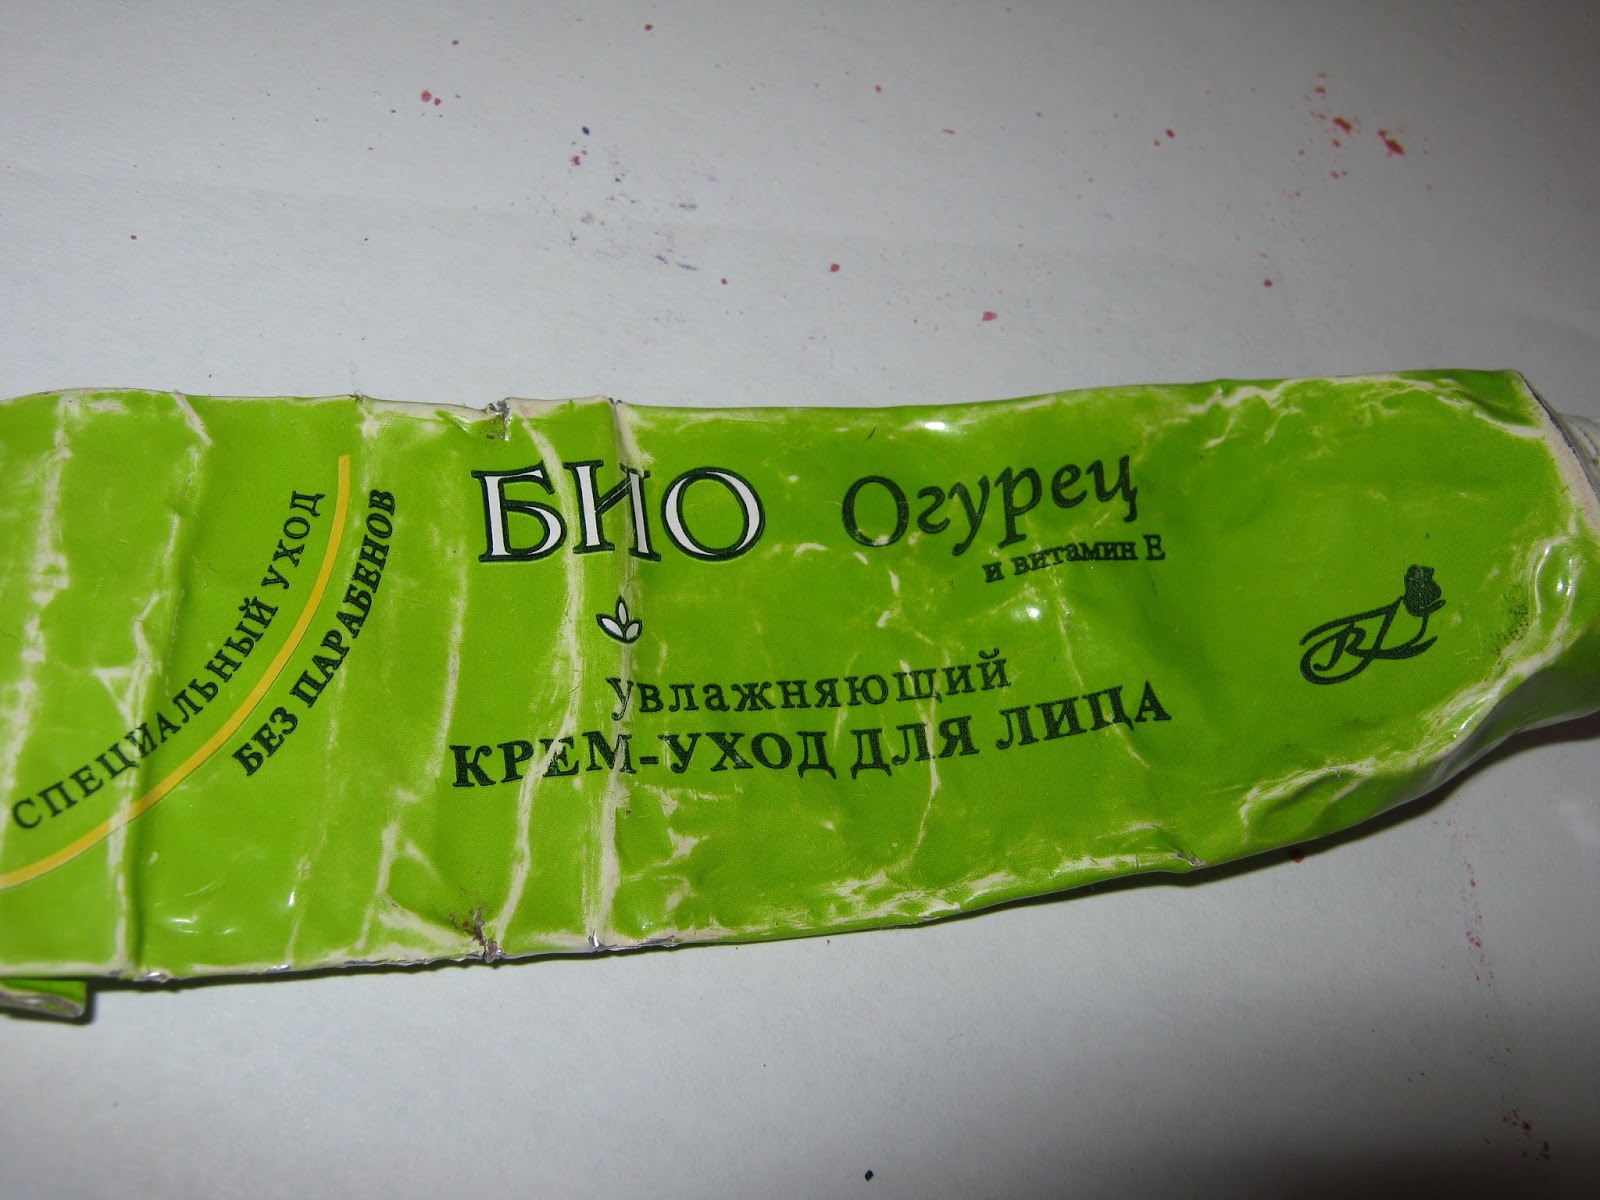 СПЕЦИАЛЬНЫЙ УХОД
БЕЗ ПАРАБЕНОВ
БИО Огурец
и витамин Е
увлажняющий
КРЕМ-УХОД ДЛЯ ЛИЦА